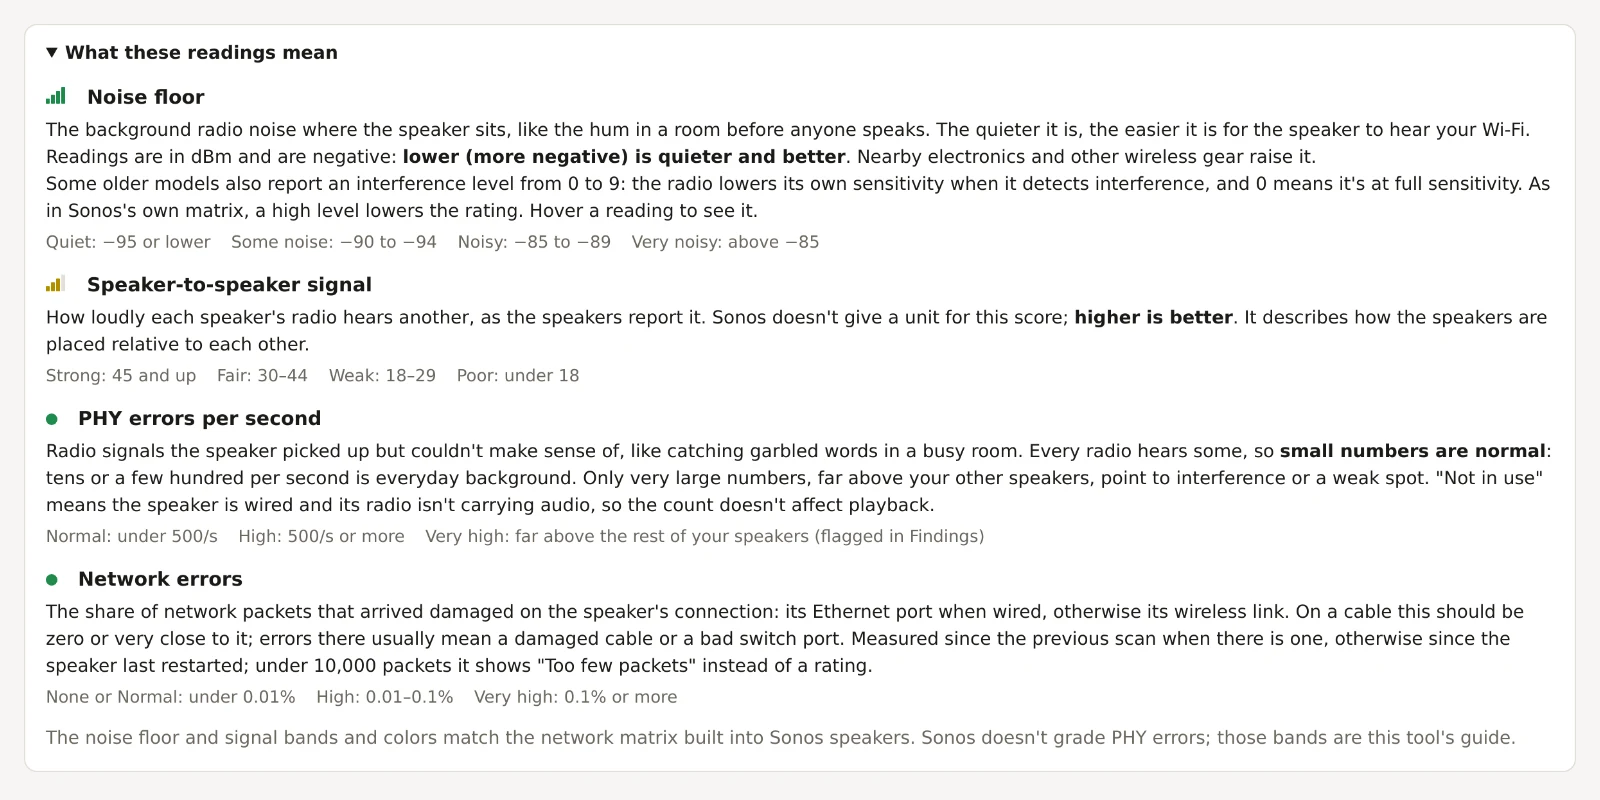 ▼ What these readings mean
Noise floor
The background radio noise where the speaker sits, like the hum in a room before anyone speaks. The quieter it is, the easier it is for the speaker to hear your Wi-Fi.
Readings are in dBm and are negative: lower (more negative) is quieter and better. Nearby electronics and other wireless gear raise it.
Some older models also report an interference level from 0 to 9: the radio lowers its own sensitivity when it detects interference, and 0 means it's at full sensitivity. As
in Sonos's own matrix, a high level lowers the rating. Hover a reading to see it.
Quiet: −95 or lower    Some noise: −90 to −94    Noisy: −85 to −89    Very noisy: above −85
Speaker-to-speaker signal
How loudly each speaker's radio hears another, as the speakers report it. Sonos doesn't give a unit for this score; higher is better. It describes how the speakers are
placed relative to each other.
Strong: 45 and up    Fair: 30–44    Weak: 18–29    Poor: under 18
PHY errors per second
Radio signals the speaker picked up but couldn't make sense of, like catching garbled words in a busy room. Every radio hears some, so small numbers are normal:
tens or a few hundred per second is everyday background. Only very large numbers, far above your other speakers, point to interference or a weak spot. "Not in use"
means the speaker is wired and its radio isn't carrying audio, so the count doesn't affect playback.
Normal: under 500/s    High: 500/s or more    Very high: far above the rest of your speakers (flagged in Findings)
Network errors
The share of network packets that arrived damaged on the speaker's connection: its Ethernet port when wired, otherwise its wireless link. On a cable this should be
zero or very close to it; errors there usually mean a damaged cable or a bad switch port. Measured since the previous scan when there is one, otherwise since the
speaker last restarted; under 10,000 packets it shows "Too few packets" instead of a rating.
None or Normal: under 0.01%    High: 0.01–0.1%    Very high: 0.1% or more
The noise floor and signal bands and colors match the network matrix built into Sonos speakers. Sonos doesn't grade PHY errors; those bands are this tool's guide.